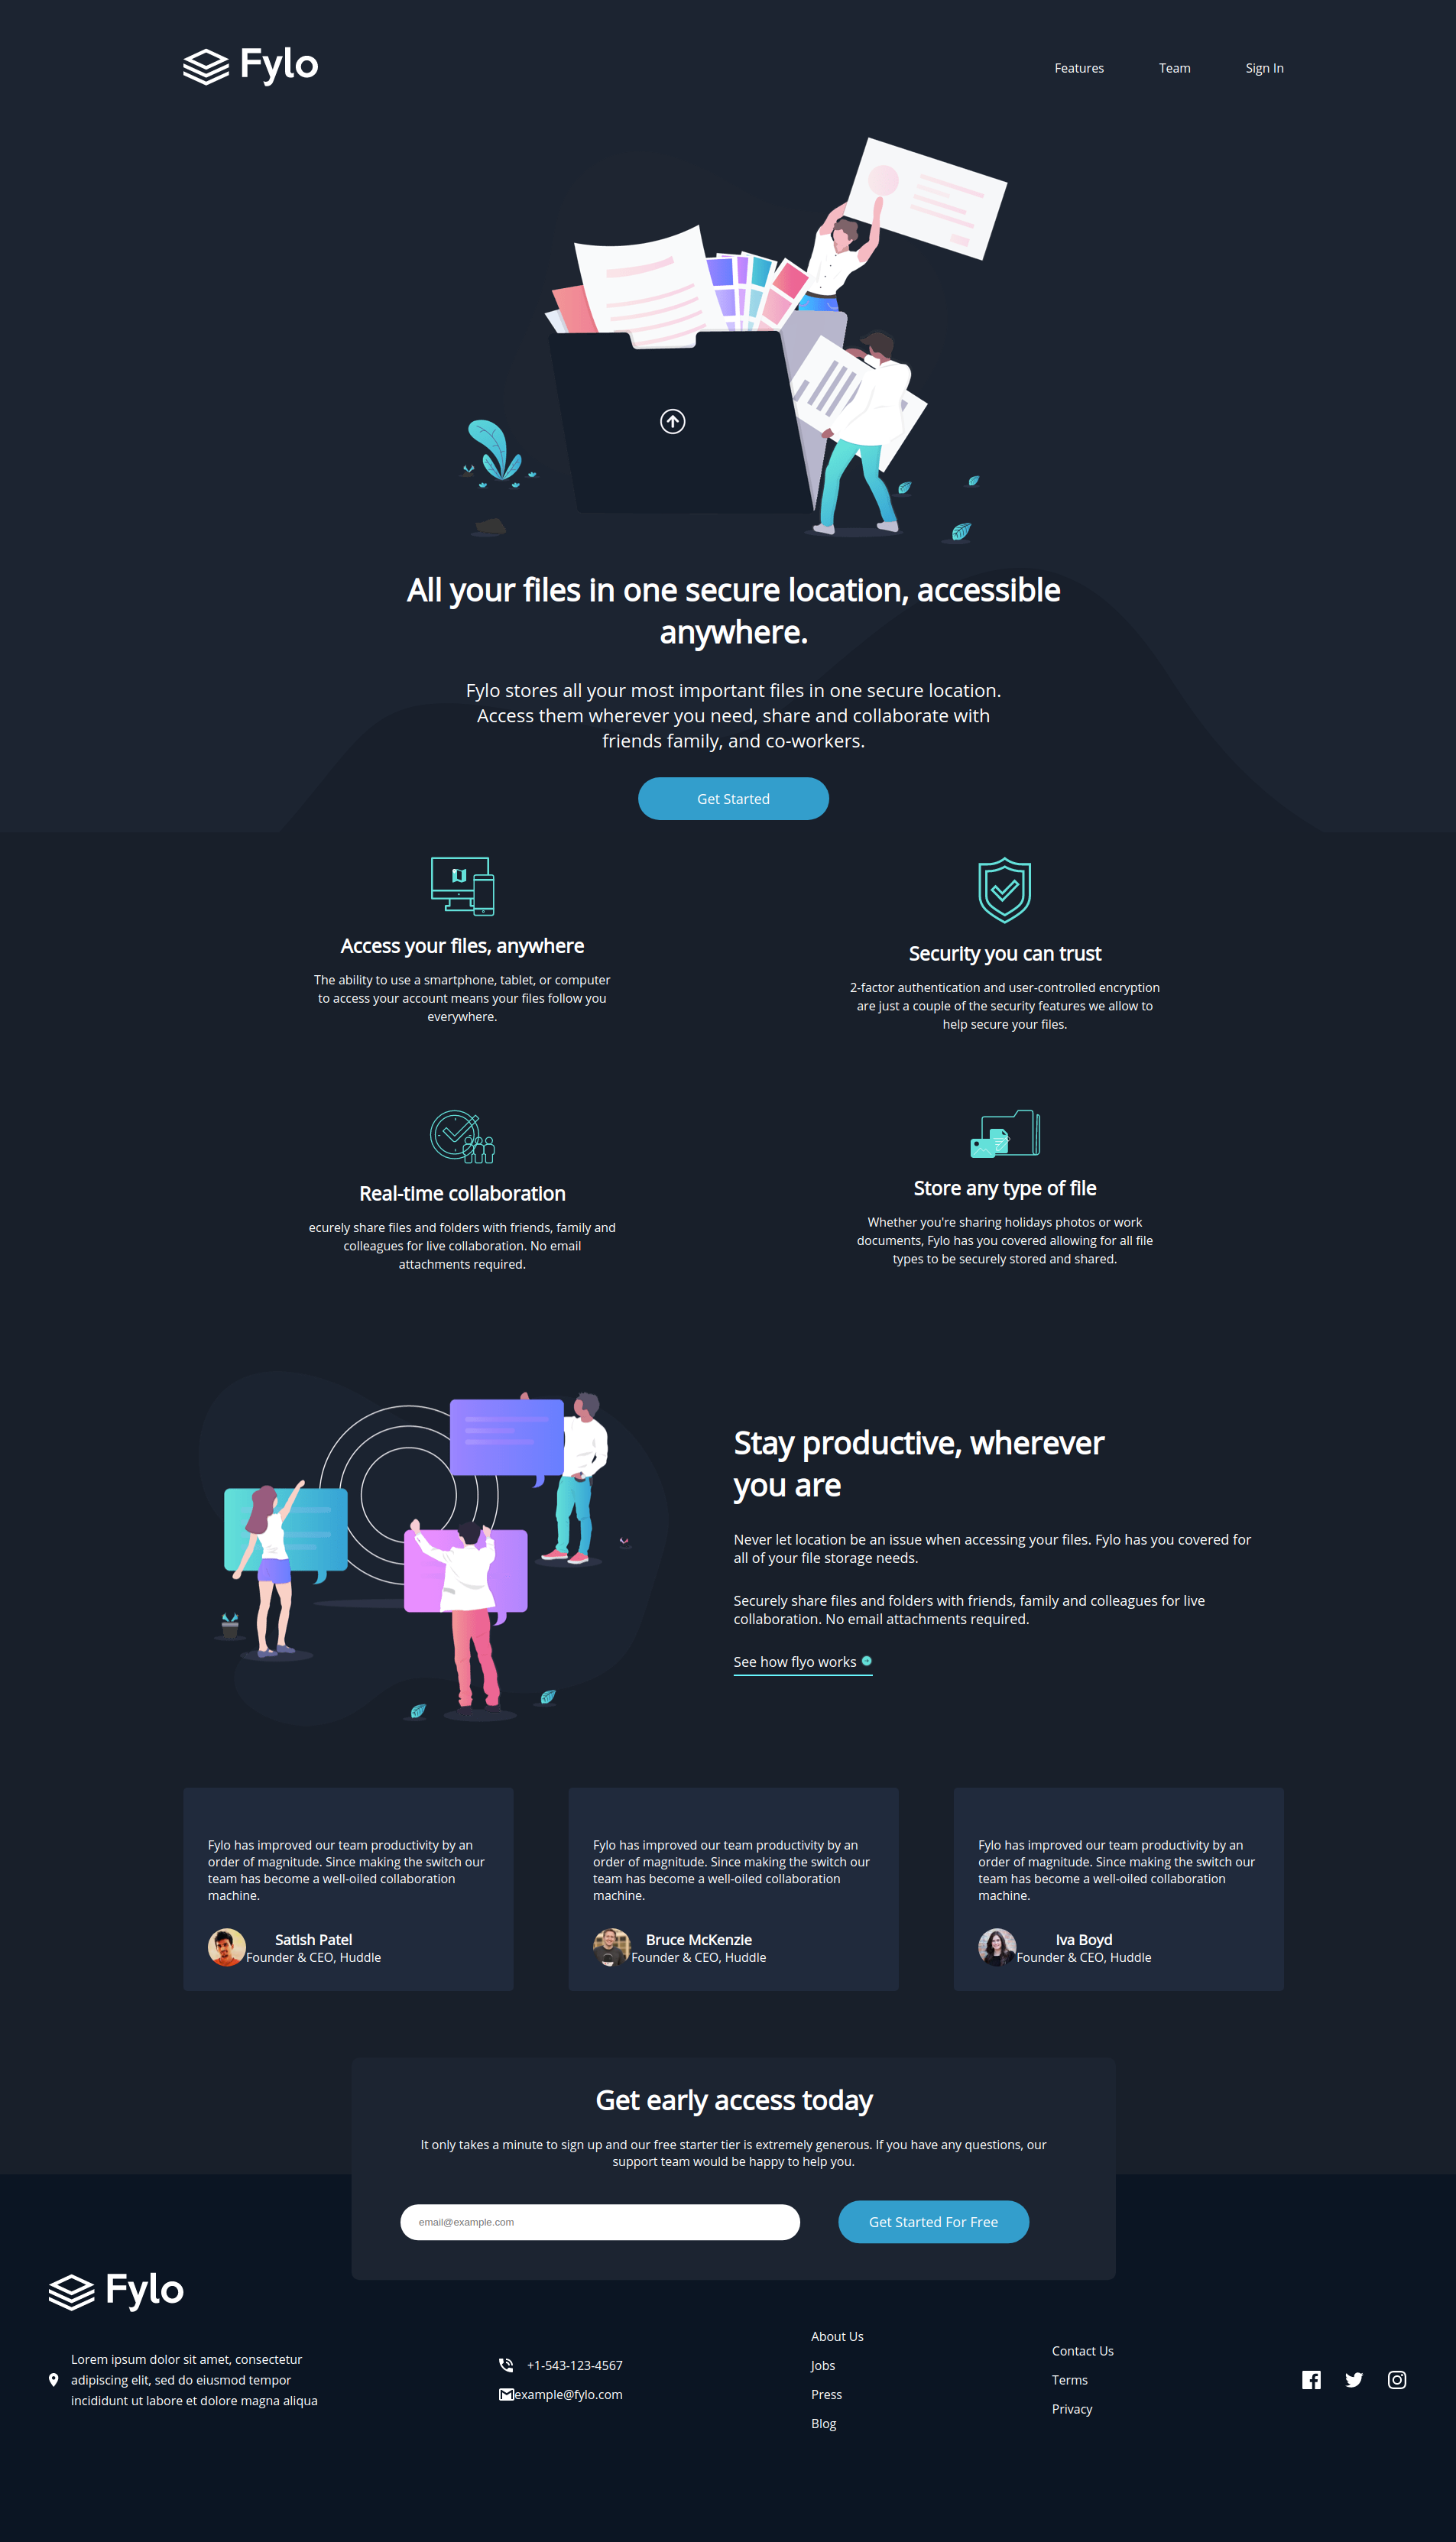 Fylo
Features
Team
Sign In
All your files in one secure location, accessible
anywhere.
Fylo stores all your most important files in one secure location.
Access them wherever you need, share and collaborate with
friends family, and co-workers.
Get Started
Access your files, anywhere
The ability to use a smartphone, tablet, or computer
to access your account means your files follow you
everywhere.
Security you can trust
2-factor authentication and user-controlled encryption
are just a couple of the security features we allow to
help secure your files.
Real-time collaboration
ecurely share files and folders with friends, family and
colleagues for live collaboration. No email
attachments required.
Store any type of file
Whether you're sharing holidays photos or work
documents, Fylo has you covered allowing for all file
types to be securely stored and shared.
Stay productive, wherever
you are
Never let location be an issue when accessing your files. Fylo has you covered for
all of your file storage needs.
Securely share files and folders with friends, family and colleagues for live
collaboration. No email attachments required.
See how flyo works
Fylo has improved our team productivity by an
order of magnitude. Since making the switch our
team has become a well-oiled collaboration
machine.
Satish Patel
Founder & CEO, Huddle
Fylo has improved our team productivity by an
order of magnitude. Since making the switch our
team has become a well-oiled collaboration
machine.
Bruce McKenzie
Founder & CEO, Huddle
Fylo has improved our team productivity by an
order of magnitude. Since making the switch our
team has become a well-oiled collaboration
machine.
Iva Boyd
Founder & CEO, Huddle
Get early access today
It only takes a minute to sign up and our free starter tier is extremely generous. If you have any questions, our
support team would be happy to help you.
email@example.com
Get Started For Free
Fylo
Lorem ipsum dolor sit amet, consectetur
adipiscing elit, sed do eiusmod tempor
incididunt ut labore et dolore magna aliqua
+1-543-123-4567
example@fylo.com
About Us
Jobs
Press
Blog
Contact Us
Terms
Privacy